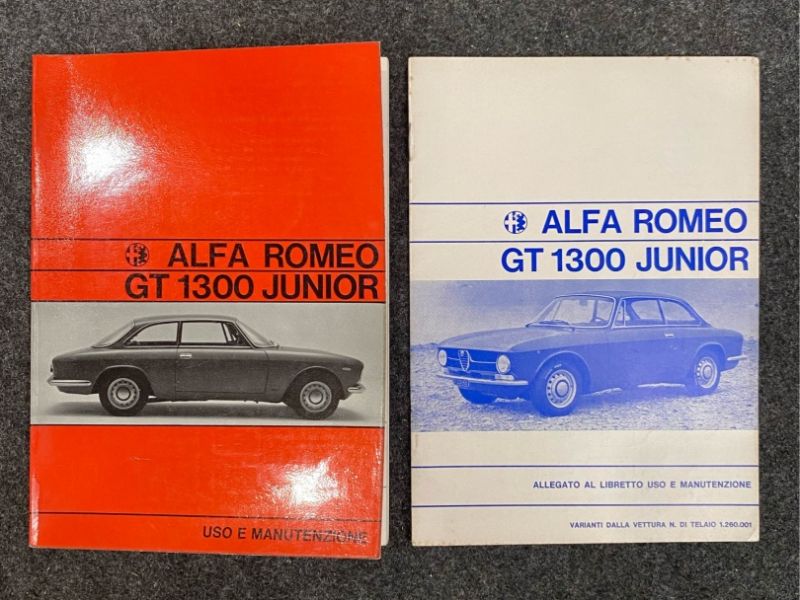 ALFA ROMEO
GT 1300 JUNIOR
USO E MANUTENZIONE
ALFA ROMEO
GT 1300 JUNIOR
ALLEGATO AL LIBRETTO USO E MANUTENZIONE
VARIANTI DALLA VETTURA N. DI TELAIO 1.260.001